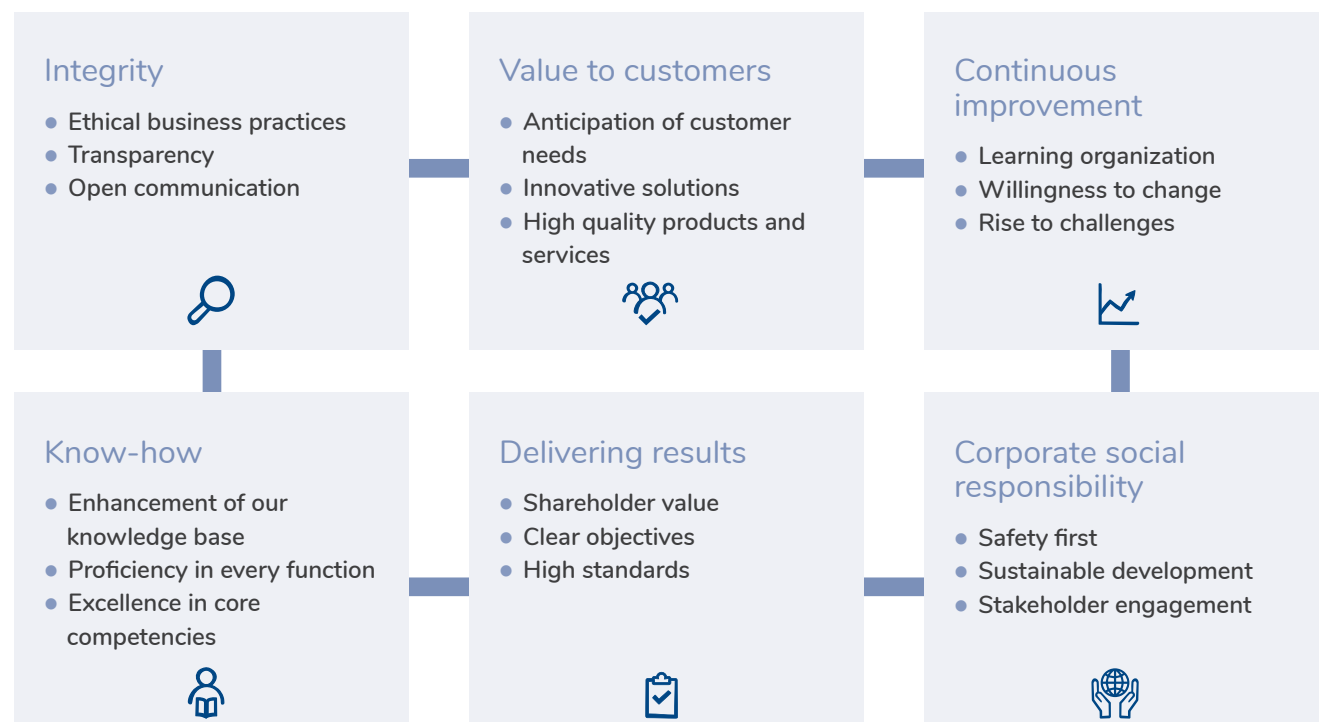 Integrity
Ethical business practices
Transparency
Open communication
Value to customers
Anticipation of customer
needs
Innovative solutions
High quality products and
services
Continuous
improvement
Learning organization
Willingness to change
Rise to challenges
Know-how
Enhancement of our
knowledge base
Proficiency in every function
Excellence in core
competencies
Delivering results
Shareholder value
Clear objectives
High standards
Corporate social
responsibility
Safety first
Sustainable development
Stakeholder engagement